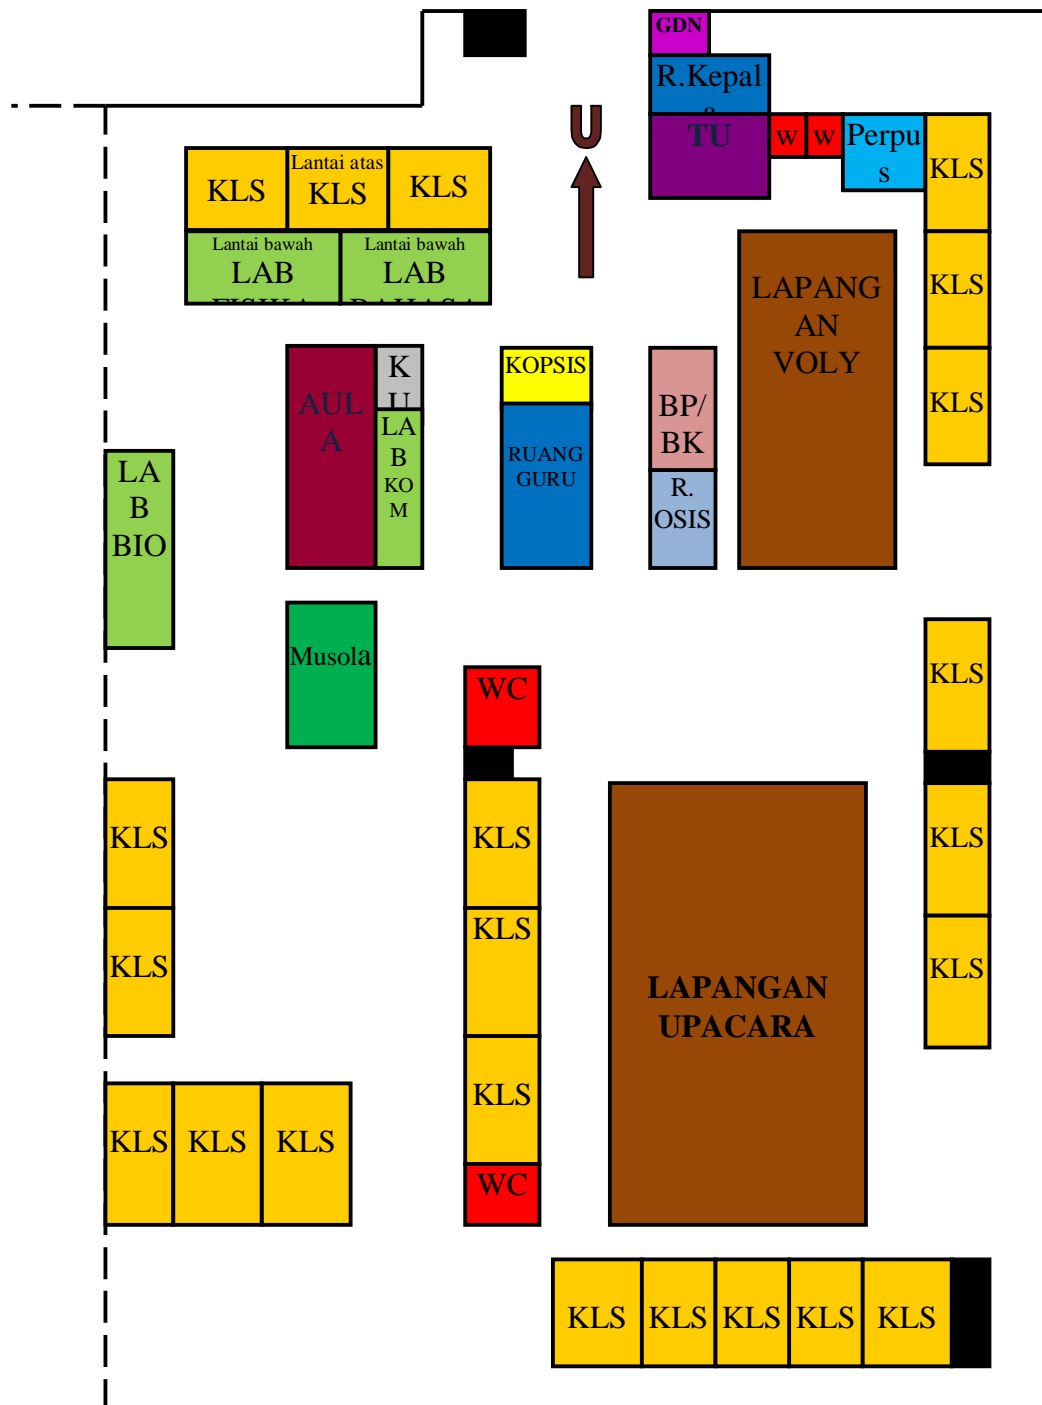 GDN
R.Kepal
U
TU
w
w
Perpu
s
KLS
KLS
Lantai atas
KLS
KLS
Lantai bawah
LAB
Lantai bawah
LAB
LAPANG
AN
VOLY
KLS
KLS
AUL
A
K
U
LA
B
KO
M
KOPSIS
RUANG
GURU
BP/
BK
R.
OSIS
LA
B
BIO
Musola
WC
KLS
KLS
KLS
KLS
KLS
KLS
KLS
KLS
LAPANGAN
UPACARA
KLS
KLS
KLS
KLS
WC
KLS
KLS
KLS
KLS
KLS